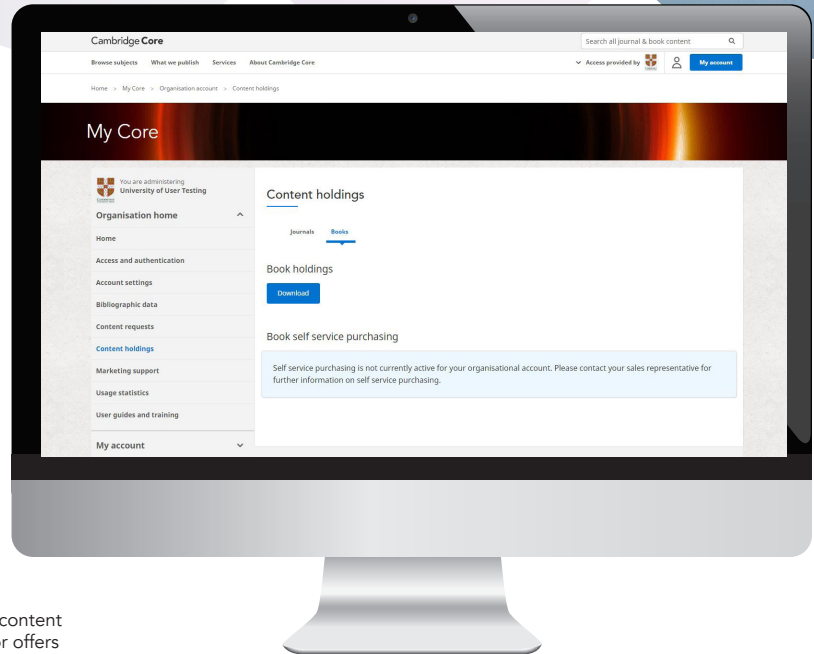 Cambridge Core
Search all journal & book content
Browse subjects What we publish Services About Cambridge Core
Access provided by
My account
Home > My Core > Organisation account > Content holdings
My Core
You are administering
University of User Testing
Organisation home
Home
Access and authentication
Account settings
Bibliographic data
Content requests
Content holdings
Marketing support
Usage statistics
User guides and training
My account
Content holdings
Journals Books
Book holdings
Download
Book self service purchasing
Self service purchasing is not currently active for your organisational account. Please contact your sales representative for
further information on self service purchasing.
content
or offers